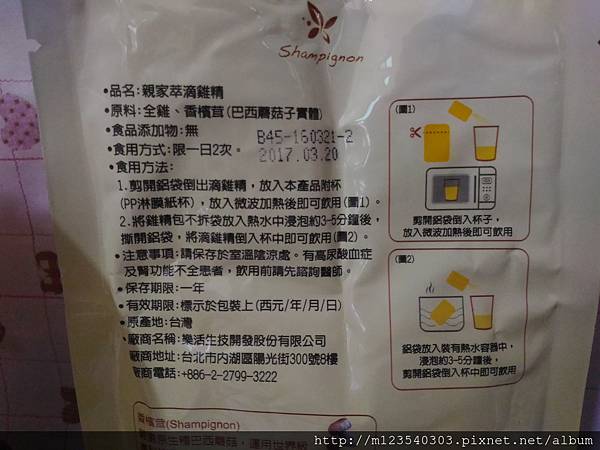 Shampignon
•品名:親家萃滴雞精
•原料:全雞、香檳茸(巴西蘑菇子實體)
•食品添加物:無
B45-160321-2
•食用方式:限一日2次。
2017.03.20
•食用方法:
1.剪開鋁袋倒出滴雞精，放入本產品附杯
(PP淋膜紙杯)，放入微波加熱後即可飲用(圖1)。
2.將雞精包不拆袋放入熱水中浸泡約3-5分鐘後，
撕開鋁袋，將滴雞精倒入杯中即可飲用(圖2)。
•注意事項:請保存於室溫陰涼處。有高尿酸血症
及腎功能不全患者，飲用前請先諮詢醫師。
•保存期限:一年
•有效期限:標示於包裝上(西元/年/月/日)
•原產地:台灣
•廠商名稱:樂活生技開發股份有限公司
廠商地址:台北市內湖區陽光街300號8樓
廠商電話:+886-2-2799-3222
(圖1)
剪開鋁袋倒入杯子，
放入微波加熱後即可飲用
(圖2)
鋁袋放入裝有熱水容器中，
浸泡約3-5分鐘後，
剪開鋁袋倒入杯中即可飲用
香檳茸(Shampignon)
原生種巴西蘑菇，運用世界級
http://m123540303.pixnet.net/album